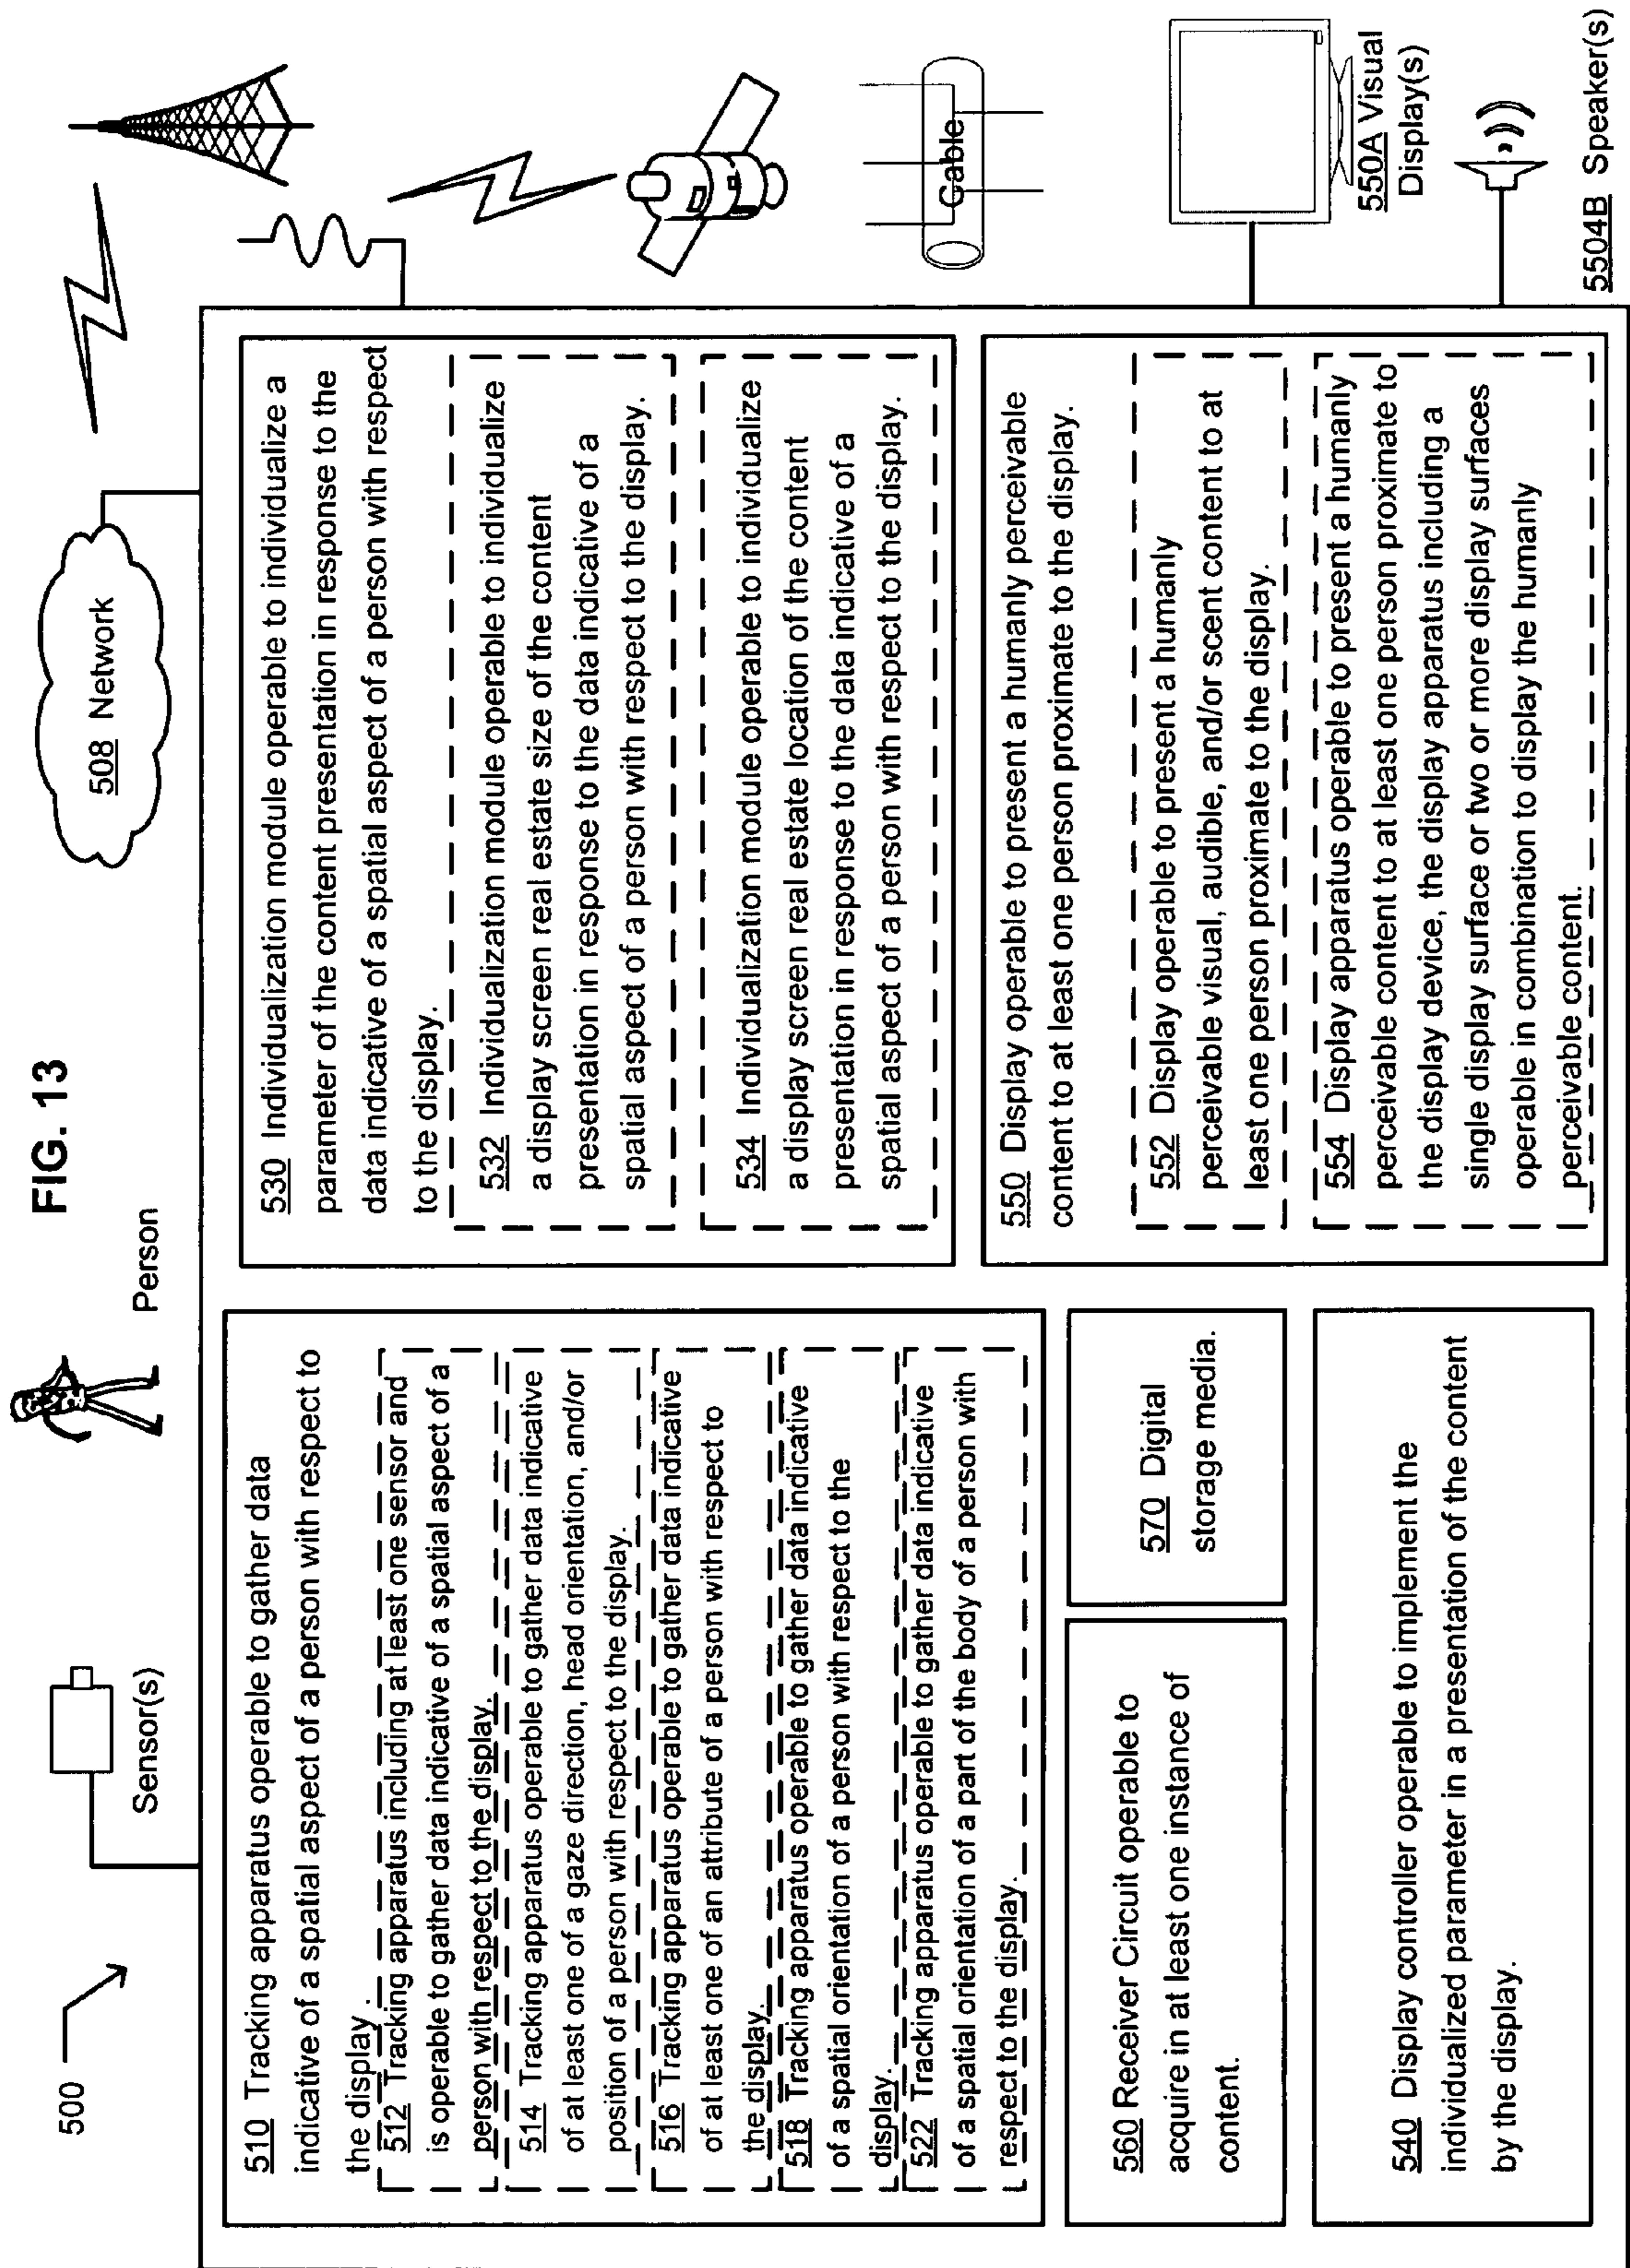 FIG. 13
500
Sensor(s)
Person
508 Network
510 Tracking apparatus operable to gather data
indicative of a spatial aspect of a person with respect to
the display.
512 Tracking apparatus including at least one sensor and
is operable to gather data indicative of a spatial aspect of a
person with respect to the display.
514 Tracking apparatus operable to gather data indicative
of at least one of a gaze direction, head orientation, and/or
position of a person with respect to the display.
516 Tracking apparatus operable to gather data indicative
of at least one of an attribute of a person with respect to
the display.
518 Tracking apparatus operable to gather data indicative
of a spatial orientation of a person with respect to the
display.
522 Tracking apparatus operable to gather data indicative
of a spatial orientation of a part of the body of a person with
respect to the display.
560 Receiver Circuit operable to
acquire in at least one instance of
content.
570 Digital
storage media.
540 Display controller operable to implement the
individualized parameter in a presentation of the content
by the display.
530 Individualization module operable to individualize a
parameter of the content presentation in response to the
data indicative of a spatial aspect of a person with respect
to the display.
532 Individualization module operable to individualize
a display screen real estate size of the content
presentation in response to the data indicative of a
spatial aspect of a person with respect to the display.
534 Individualization module operable to individualize
a display screen real estate location of the content
presentation in response to the data indicative of a
spatial aspect of a person with respect to the display.
550 Display operable to present a humanly perceivable
content to at least one person proximate to the display.
552 Display operable to present a humanly
perceivable visual, audible, and/or scent content to at
least one person proximate to the display.
554 Display apparatus operable to present a humanly
perceivable content to at least one person proximate to
the display device, the display apparatus including a
single display surface or two or more display surfaces
operable in combination to display the humanly
perceivable content.
Cable
550A Visual
Display(s)
5504B Speaker(s)